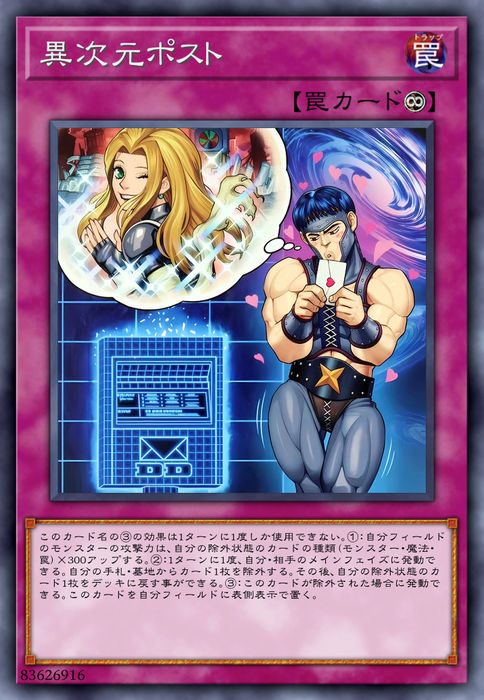 異次元ポスト
トラップ
罠
【罠カード♾】
DD
このカード名の③の効果は1ターンに1度しか使用できない。①：自分フィールド
のモンスターの攻撃力は、自分の除外状態のカードの種類(モンスター・魔法・
罠)×300アップする。②：1ターンに1度、自分・相手のメインフェイズに発動で
きる。自分の手札・墓地からカード1枚を除外する。その後、自分の除外状態のカ
ード1枚をデッキに戻す事ができる。③：このカードが除外された場合に発動でき
る。このカードを自分フィールドに表側表示で置く。
83626916